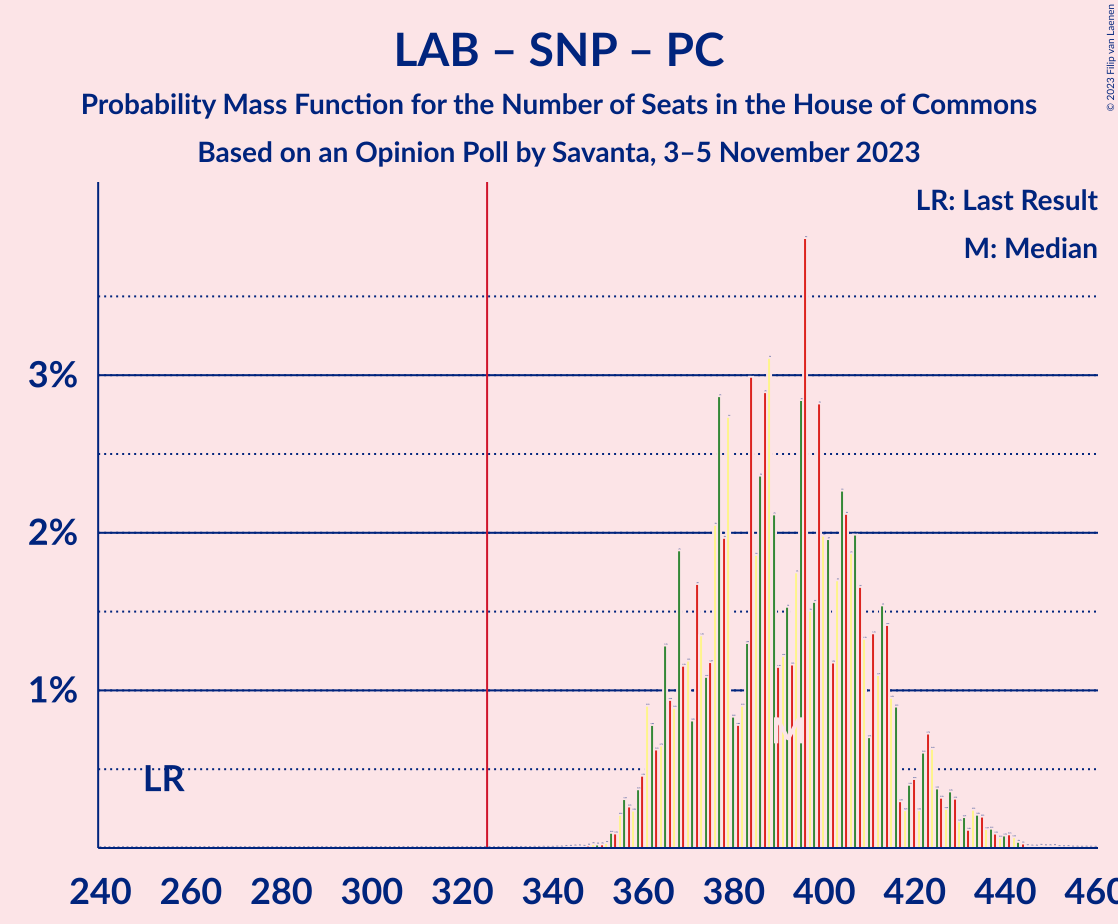 LAB – SNP – PC
Probability Mass Function for the Number of Seats in the House of Commons
Based on an Opinion Poll by Savanta, 3–5 November 2023
© 2023 Filip van Laenen
LR: Last Result
M: Median
3%
2%
1%
LR
M
240 260 280 300 320 340 360 380 400 420 440 460